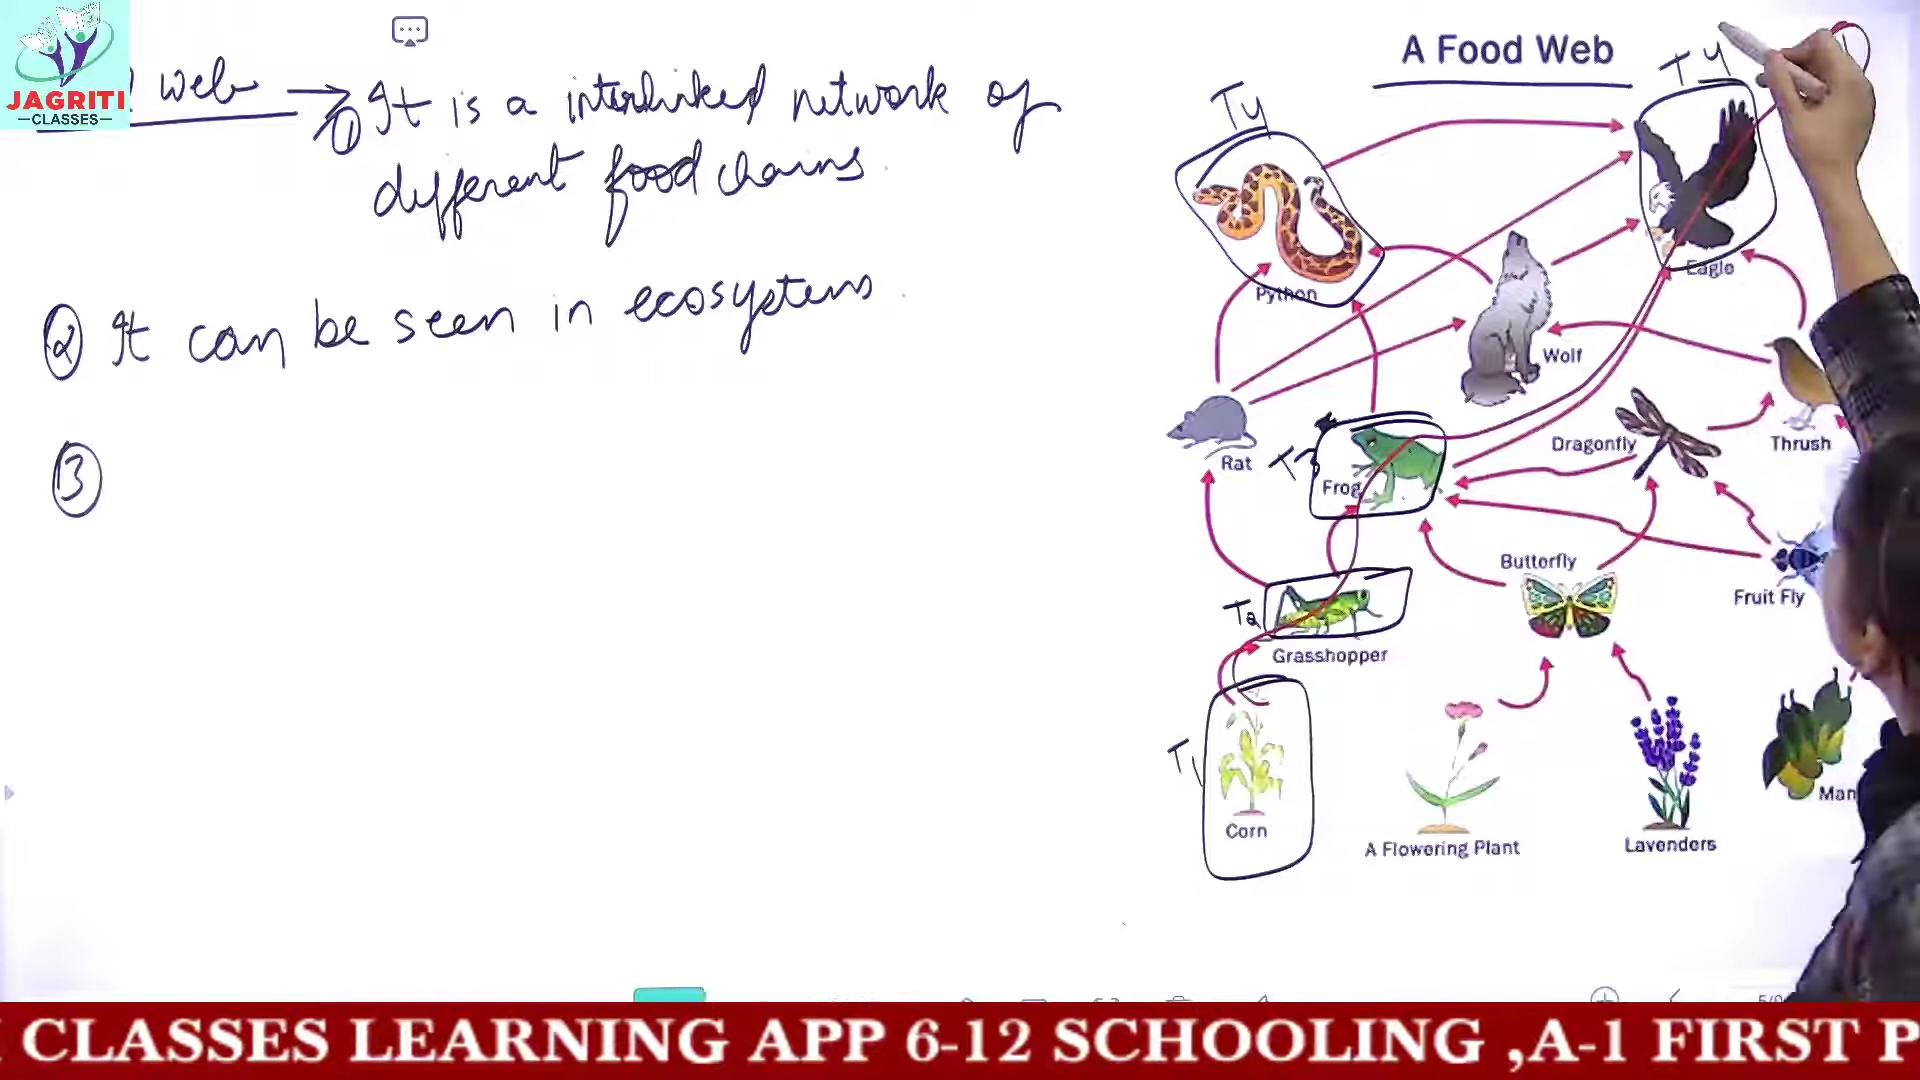 JAGRITI
—CLASSES—
web → ① It is a interlinked network of
different food chains.
② It can be seen in ecosystems.
③
A Food Web
T4
T4
Python
Eagle
Wolf
Rat
T3
Frog
Dragonfly
Thrush
Butterfly
Fruit Fly
T2
Grasshopper
T1
Corn
A Flowering Plant
Lavenders
Man
CLASSES LEARNING APP 6-12 SCHOOLING ,A-1 FIRST P